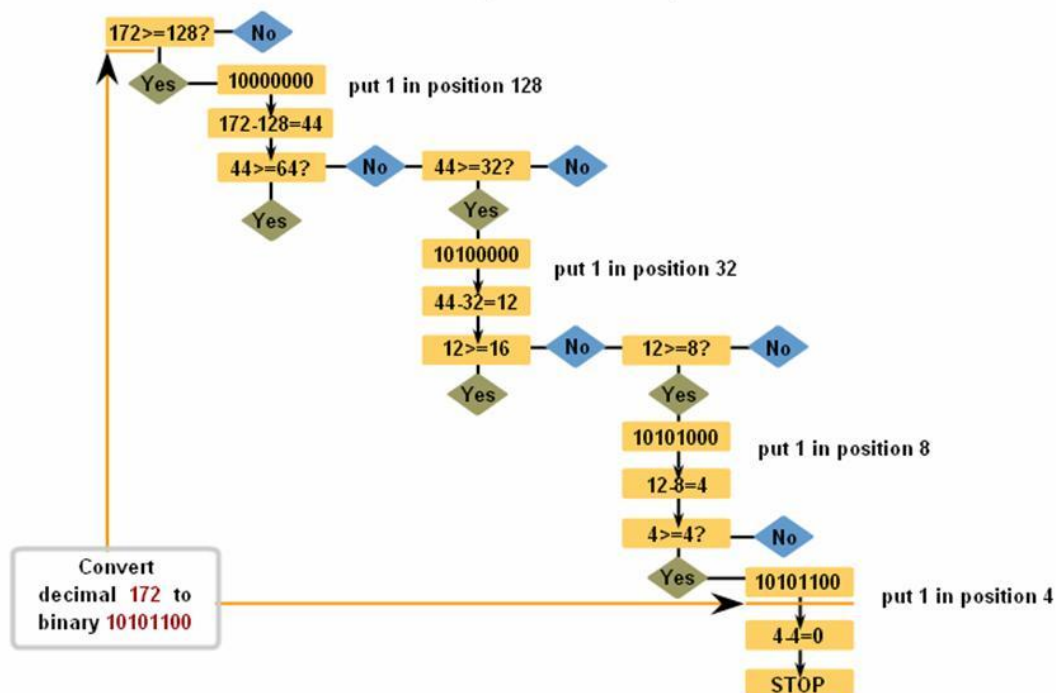 172>=128?
No
Yes
10000000
put 1 in position 128
172-128=44
44>=64?
No
44>=32?
No
Yes
Yes
10100000
put 1 in position 32
44-32=12
12>=16
No
12>=8?
No
Yes
Yes
10101000
put 1 in position 8
12-8=4
4>=4?
No
Convert
decimal 172 to
binary 10101100
Yes
10101100
put 1 in position 4
4-4=0
STOP